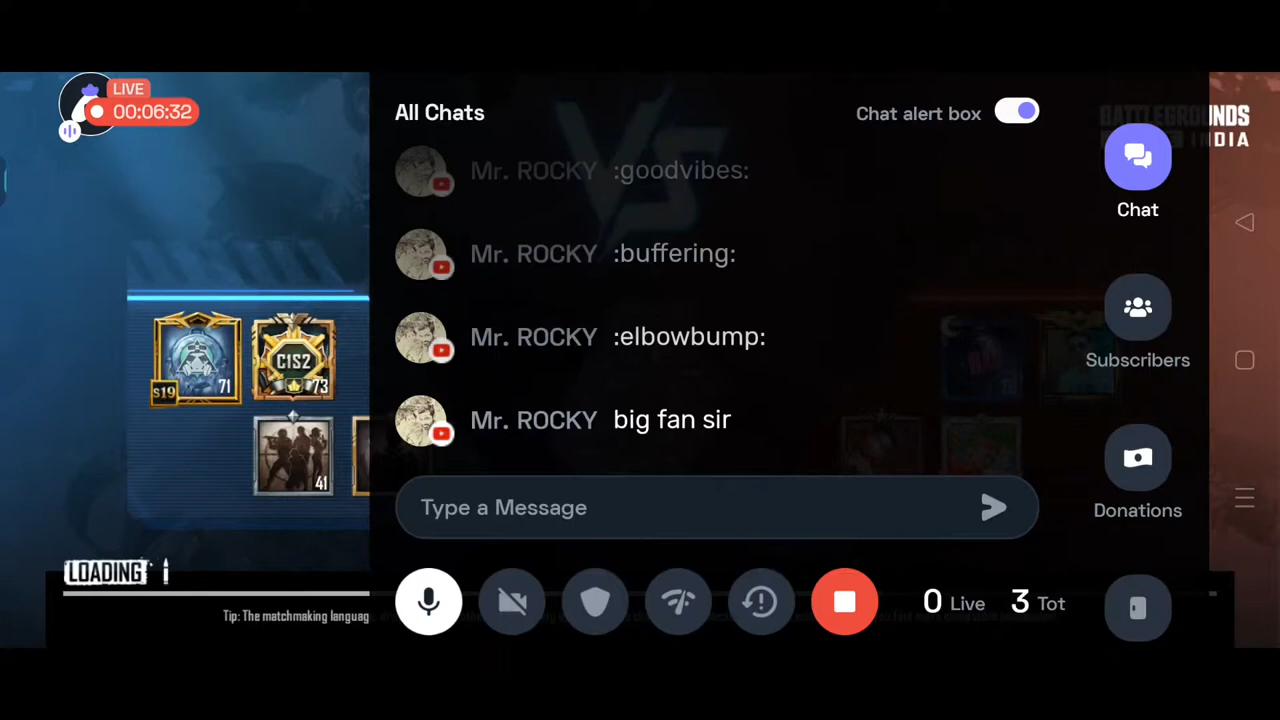 LIVE
00:06:32
All Chats
Chat alert box
BATTLEGROUNDS
INDIA
Mr. ROCKY :goodvibes:
Chat
Mr. ROCKY :buffering:
Mr. ROCKY :elbowbump:
Subscribers
S19
71
C1S2
73
Mr. ROCKY big fan sir
41
Type a Message
Donations
LOADING
0 Live 3 Tot
Tip: The matchmaking languag